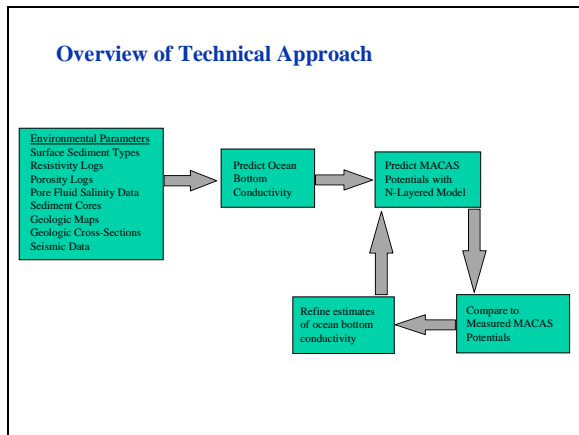 Overview of Technical Approach
Environmental Parameters
Surface Sediment Types
Resistivity Logs
Porosity Logs
Pore Fluid Salinity Data
Sediment Cores
Geologic Maps
Geologic Cross-Sections
Seismic Data
Predict Ocean
Bottom
Conductivity
Predict MACAS
Potentials with
N-Layered Model
Compare to
Measured MACAS
Potentials
Refine estimates
of ocean bottom
conductivity